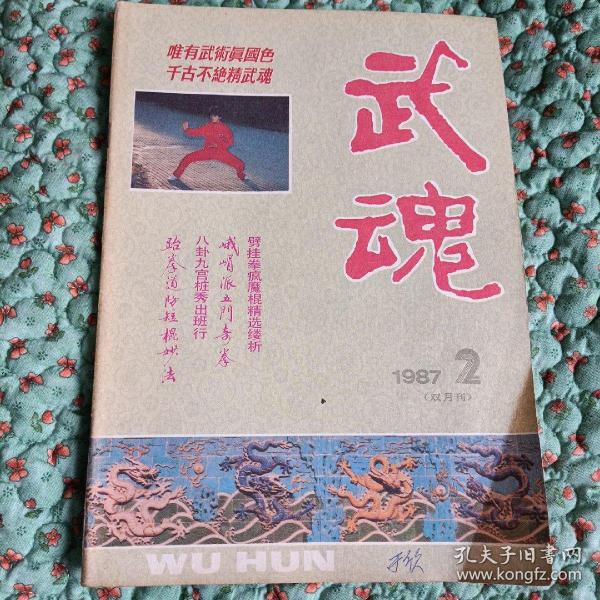 唯有武術眞國色
千古不絶精武魂
武魂
劈挂拳疯魔棍精选缕析
峨嵋派五門奇拳
八卦九宫桩秀出班行
跆拳道防短棍妙法
1987 2
(双月刊)
WU HUN
孔夫子旧书网
www.kongfz.com